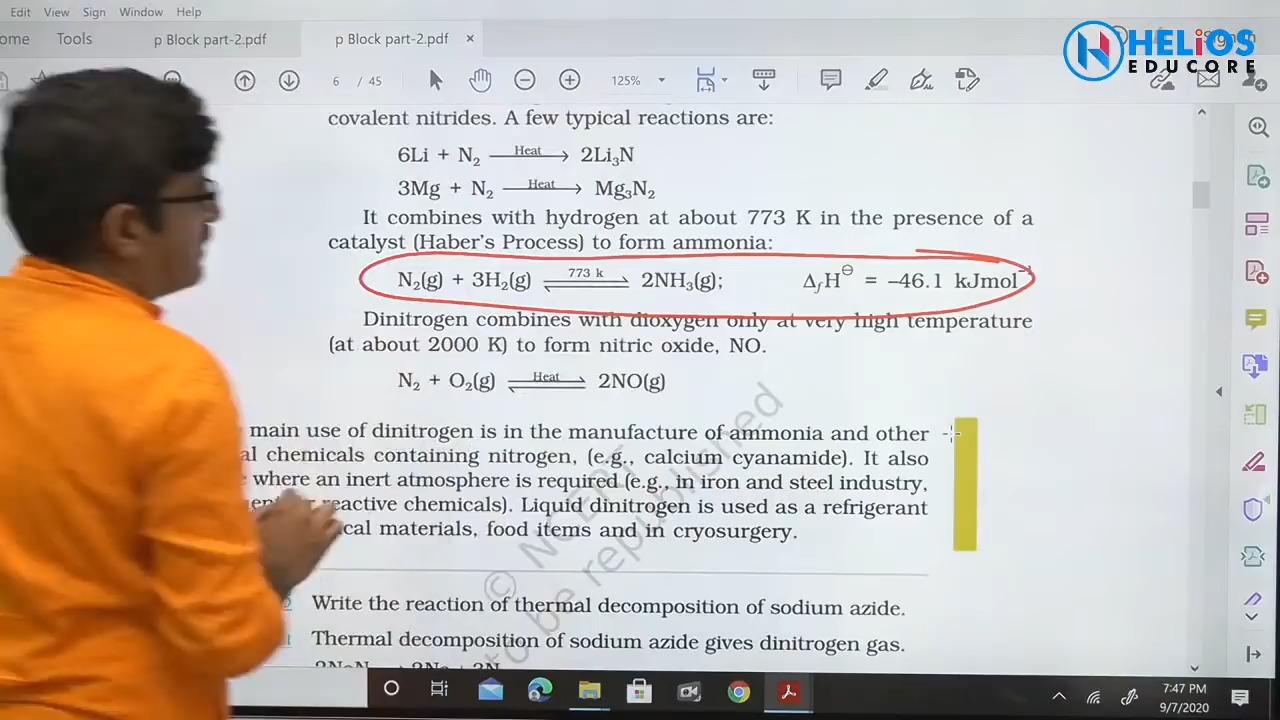 Edit View Sign Window Help
HELiOS
EDUCORE
ome Tools p Block part-2.pdf p Block part-2.pdf ×
6 / 45 125%
covalent nitrides. A few typical reactions are:
6Li + N₂ —Heat→ 2Li₃N
3Mg + N₂ —Heat→ Mg₃N₂
It combines with hydrogen at about 773 K in the presence of a
catalyst (Haber's Process) to form ammonia:
N₂(g) + 3H₂(g) ⇌ 773 k 2NH₃(g); ΔfH⊖ = –46.1 kJmol⁻
Dinitrogen combines with dioxygen only at very high temperature
(at about 2000 K) to form nitric oxide, NO.
N₂ + O₂(g) ⇌ Heat 2NO(g)
main use of dinitrogen is in the manufacture of ammonia and other
al chemicals containing nitrogen, (e.g., calcium cyanamide). It also
where an inert atmosphere is required (e.g., in iron and steel industry,
reactive chemicals). Liquid dinitrogen is used as a refrigerant
ical materials, food items and in cryosurgery.
© NCERT
to be republished
Write the reaction of thermal decomposition of sodium azide.
Thermal decomposition of sodium azide gives dinitrogen gas.
7:47 PM
9/7/2020